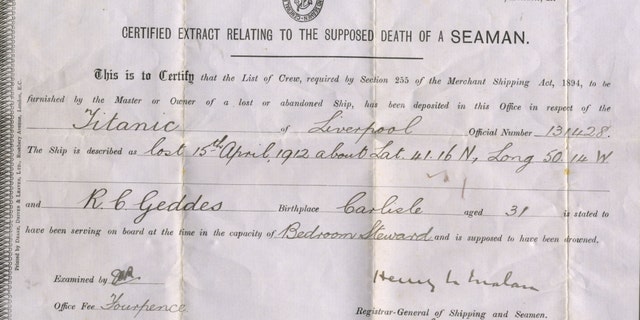 CERTIFIED EXTRACT RELATING TO THE SUPPOSED DEATH OF A SEAMAN.
This is to Certify that the List of Crew, required by Section 255 of the Merchant Shipping Act, 1894, to be
furnished by the Master or Owner of a lost or abandoned Ship, has been deposited in this Office in respect of the
Titanic of Liverpool Official Number 131428.
The Ship is described as lost 15th April, 1912 about Lat. 41.16 N, Long 50.14 W
and R. C Geddes Birthplace Carlisle aged 31 is stated to
have been serving on board at the time in the capacity of Bedroom Steward and is supposed to have been drowned.
Examined by
Henry Malan
Office Fee Fourpence
Registrar-General of Shipping and Seamen.